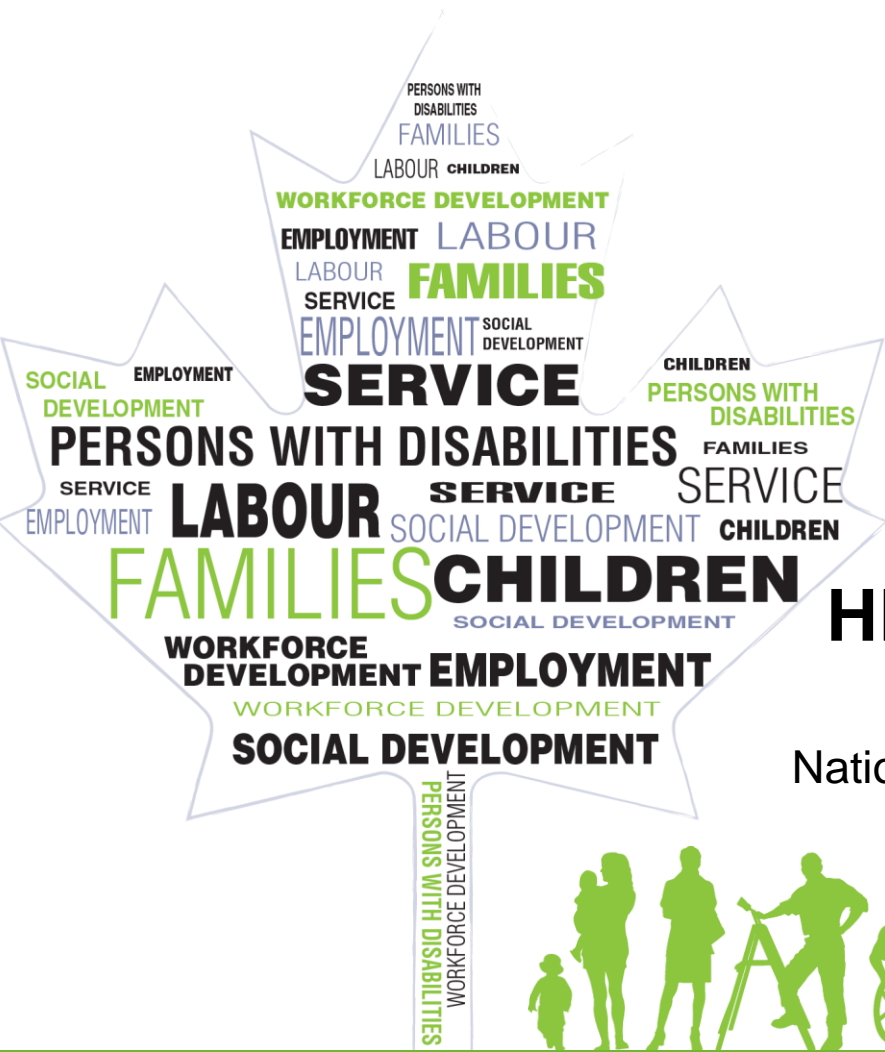 PERSONS WITH
DISABILITIES
FAMILIES
LABOUR CHILDREN
WORKFORCE DEVELOPMENT
EMPLOYMENT LABOUR
LABOUR FAMILIES
SERVICE
EMPLOYMENT SOCIAL
DEVELOPMENT
SOCIAL
DEVELOPMENT
EMPLOYMENT
SERVICE
CHILDREN
PERSONS WITH
DISABILITIES
PERSONS WITH DISABILITIES
FAMILIES
SERVICE
EMPLOYMENT
LABOUR
SERVICE
SERVICE
SOCIAL DEVELOPMENT
CHILDREN
FAMILIES
CHILDREN
SOCIAL DEVELOPMENT
WORKFORCE
DEVELOPMENT
EMPLOYMENT
WORKFORCE DEVELOPMENT
SOCIAL DEVELOPMENT
PERSONS WITH DISABILITIES
WORKFORCE DEVELOPMENT